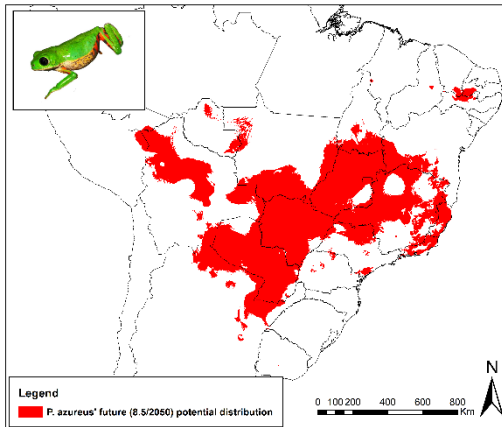 Legend
P. azureus' future (8.5/2050) potential distribution
0 100 200 400 600 800
Km
N